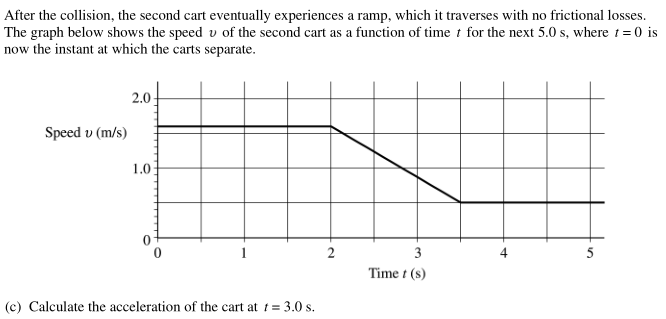 After the collision, the second cart eventually experiences a ramp, which it traverses with no frictional losses.
The graph below shows the speed υ of the second cart as a function of time t for the next 5.0 s, where t = 0 is
now the instant at which the carts separate.
2.0
Speed υ (m/s)
1.0
0
0 1 2 3 4 5
Time t (s)
(c) Calculate the acceleration of the cart at t = 3.0 s.